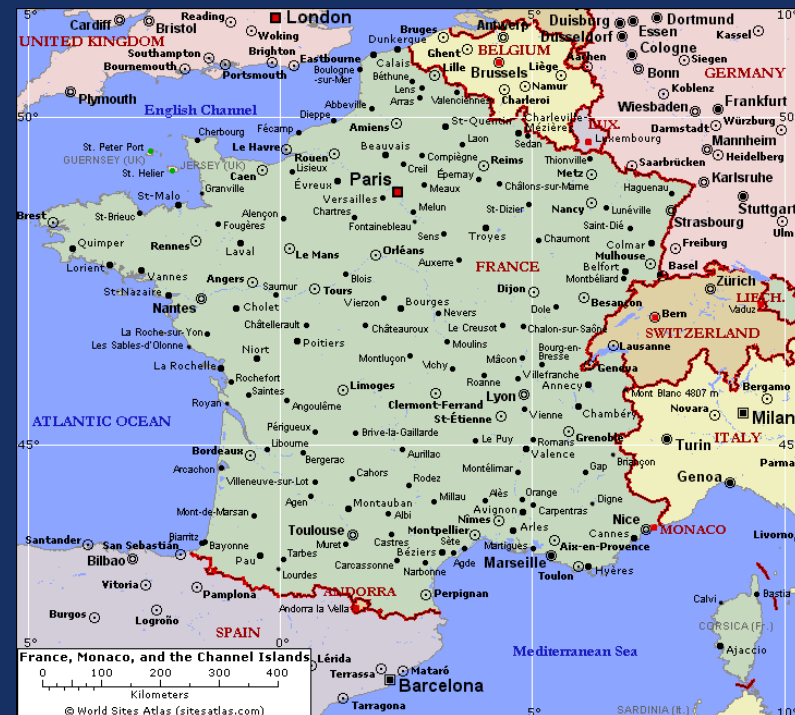 5°
10°
Cardiff
Bristol
Reading
London
Woking
UNITED KINGDOM
Southampton
Brighton
Bournemouth
Portsmouth
Eastbourne
Plymouth
English Channel
Dunkerque
Calais
Boulogne
-sur-Mer
Béthune
Lille
Lens
Arras
Valenciennes
Bruges
Antwerp
Ghent
BELGIUM
Brussels
Liège
Namur
Charleroi
Duisburg
Dortmund
Düsseldorf
Essen
Kassel
Cologne
Aachen
Siegen
Bonn
GERMANY
Koblenz
Wiesbaden
Frankfurt
Darmstadt
Würzburg
Mannheim
Heidelberg
Saarbrücken
Karlsruhe
Stuttgart
Ulm
Freiburg
50°
50
Abbeville
Dieppe
Amiens
St-Quentin
Charleville-
Mézières
Sedan
LUX.
Luxembourg
Cherbourg
Fécamp
Laon
St. Peter Port
GUERNSEY (UK)
JERSEY (UK)
St. Helier
Le Havre
Rouen
Beauvais
Compiègne
Reims
Thionville
Caen
Lisieux
Creil
Épernay
Metz
Granville
Évreux
Paris
Meaux
Châlons-sur-Marne
Haguenau
St-Malo
Versailles
Brest
St-Brieuc
Alençon
Chartres
Melun
St-Dizier
Nancy
Lunéville
Strasbourg
Fougères
Fontainebleau
St-Dié
Quimper
Rennes
Laval
Le Mans
Orléans
Sens
Troyes
Chaumont
Colmar
Mulhouse
Lorient
Vannes
Auxerre
FRANCE
Belfort
Basel
Montbéliard
Angers
Saumur
Blois
Tours
Dijon
Besançon
Zürich
LIECH.
Vaduz
St-Nazaire
Nantes
Cholet
Vierzon
Bourges
Nevers
Dole
Bern
SWITZERLAND
La Roche-sur-Yon
Châtellerault
Châteauroux
Le Creusot
Chalon-sur-Saône
Les Sables-d'Olonne
Niort
Poitiers
Moulins
Bourg-en-
Bresse
Lausanne
La Rochelle
Montluçon
Vichy
Mâcon
Geneva
Rochefort
Roanne
Villefranche
Annecy
Mont Blanc 4807 m
Bergamo
Saintes
Limoges
Clermont-Ferrand
Lyon
Novara
Milan
Royan
Angoulême
St-Étienne
Vienne
Chambéry
ATLANTIC OCEAN
Périgueux
Brive-la-Gaillarde
Le Puy
Romans
Grenoble
Turin
ITALY
45°
45
Bordeaux
Libourne
Bergerac
Aurillac
Valence
Briançon
Parma
Arcachon
Villeneuve-sur-Lot
Cahors
Rodez
Montélimar
Gap
Genoa
Agen
Millau
Alès
Orange
Digne
Mont-de-Marsan
Montauban
Albi
Avignon
Carpentras
Toulouse
Nîmes
Nice
MONACO
Biarritz
Bayonne
Muret
Castres
Montpellier
Arles
Cannes
Livorno
Santander
San Sebastián
Pau
Tarbes
Béziers
Sète
Martigues
Aix-en-Provence
Bilbao
Lourdes
Carcassonne
Agde
Marseille
Narbonne
Toulon
Hyères
Vitoria
Pamplona
ANDORRA
Perpignan
Burgos
Logroño
Andorra la Vella
Calvi
Bastia
CORSICA (Fr.)
SPAIN
5°
0°
5°
Mediterranean Sea
Ajaccio
France, Monaco, and the Channel Islands
0 100 200 300 400
Kilometers
© World Sites Atlas (sitesatlas.com)
Lérida
Terrassa
Mataró
Barcelona
Tarragona
SARDINIA (It.)
10°